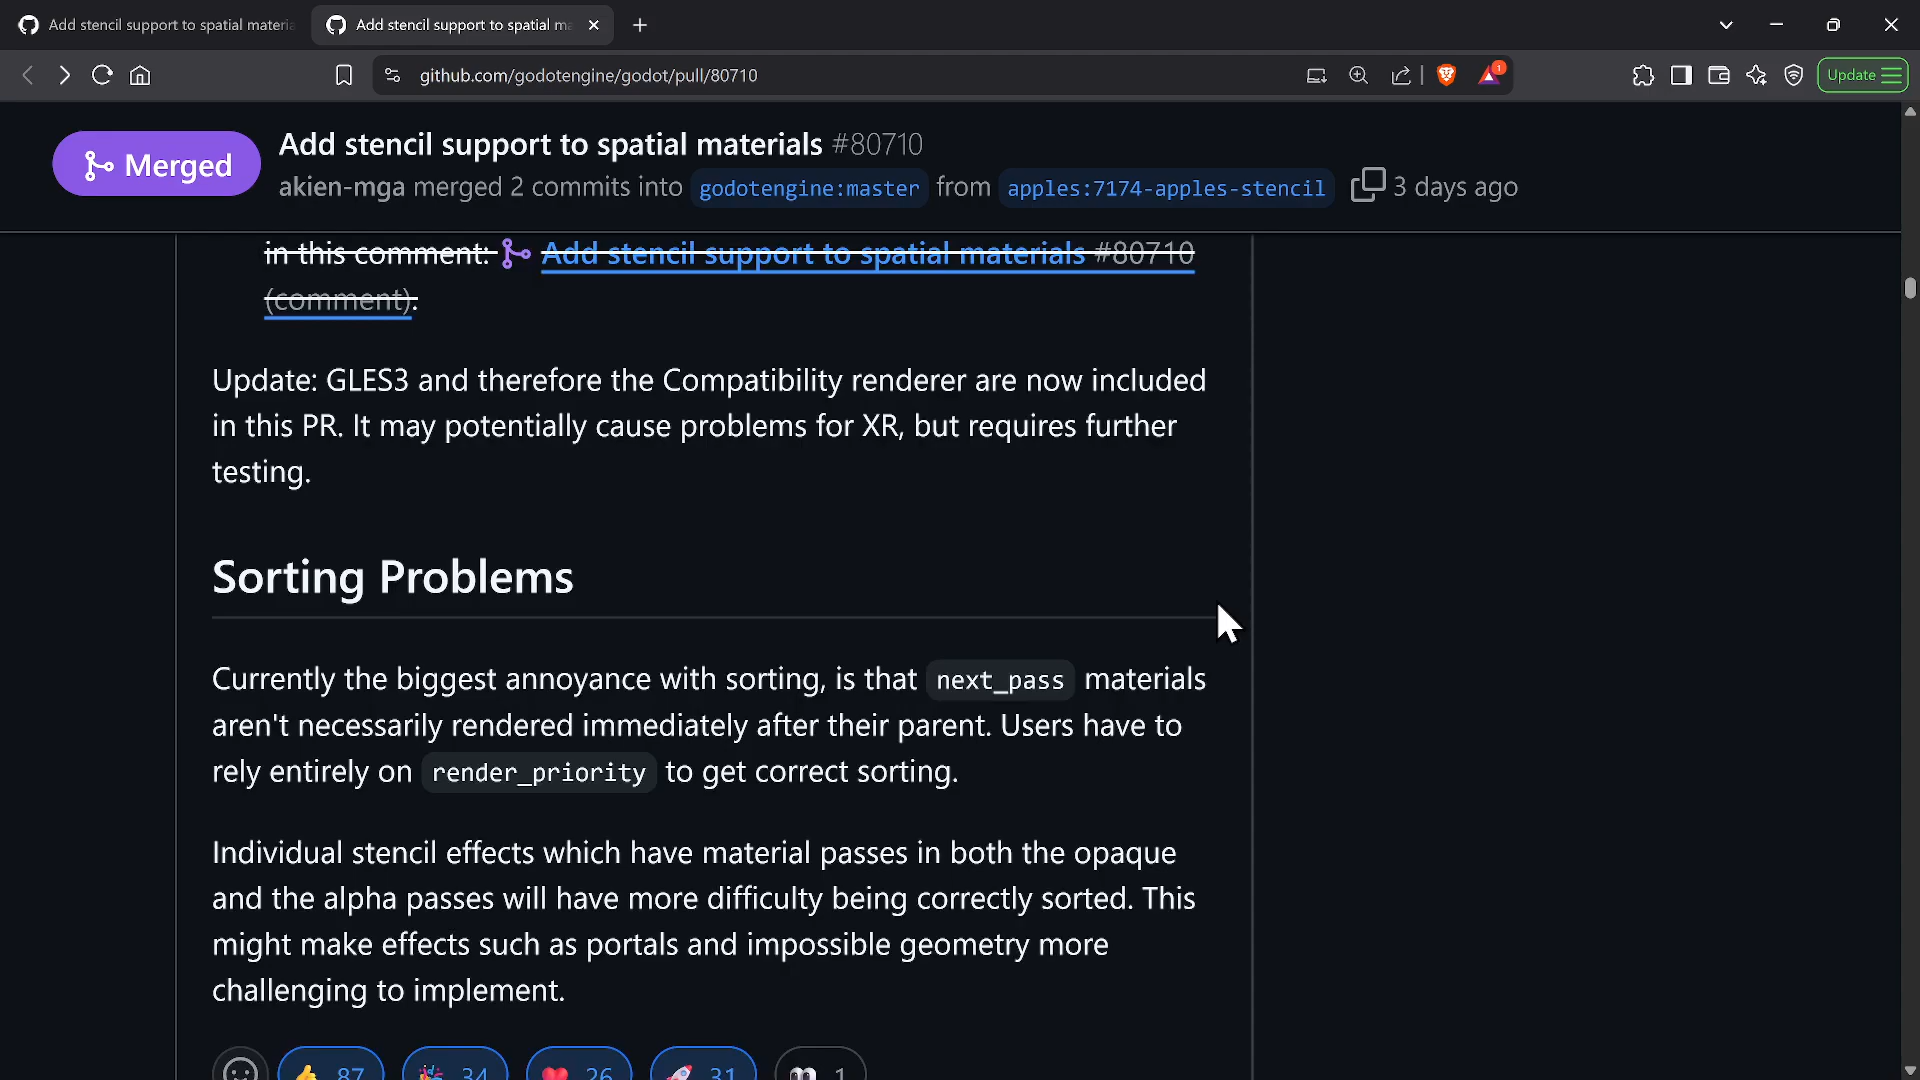 Add stencil support to spatial materia
Add stencil support to spatial m
github.com/godotengine/godot/pull/80710
1
Update
Merged
Add stencil support to spatial materials #80710
akien-mga merged 2 commits into godotengine:master from apples:7174-apples-stencil 3 days ago
in this comment: Add stencil support to spatial materials #80710
(comment).
Update: GLES3 and therefore the Compatibility renderer are now included
in this PR. It may potentially cause problems for XR, but requires further
testing.
Sorting Problems
Currently the biggest annoyance with sorting, is that next_pass materials
aren't necessarily rendered immediately after their parent. Users have to
rely entirely on render_priority to get correct sorting.
Individual stencil effects which have material passes in both the opaque
and the alpha passes will have more difficulty being correctly sorted. This
might make effects such as portals and impossible geometry more
challenging to implement.
87 34 26 31 1